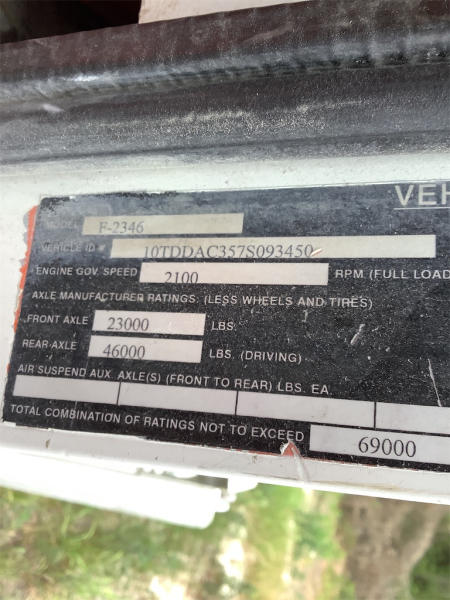 MODEL F-2346
VEHICLE ID # 10TDDAC357S093450
ENGINE GOV. SPEED 2100 RPM (FULL LOAD
AXLE MANUFACTURER RATINGS: (LESS WHEELS AND TIRES)
FRONT AXLE 23000 LBS.
REAR AXLE 46000 LBS. (DRIVING)
AIR SUSPEND AUX. AXLE(S) (FRONT TO REAR) LBS. EA.
TOTAL COMBINATION OF RATINGS NOT TO EXCEED 69000